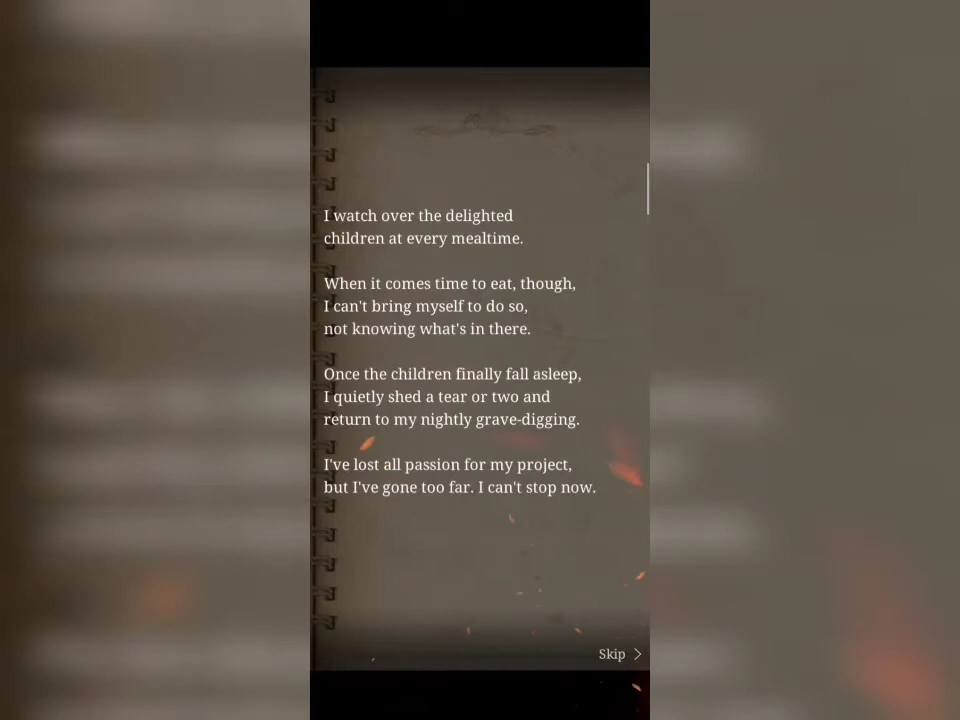 I watch over the delighted
children at every mealtime.
When it comes time to eat, though,
I can't bring myself to do so,
not knowing what's in there.
Once the children finally fall asleep,
I quietly shed a tear or two and
return to my nightly grave-digging.
I've lost all passion for my project,
but I've gone too far. I can't stop now.
Skip